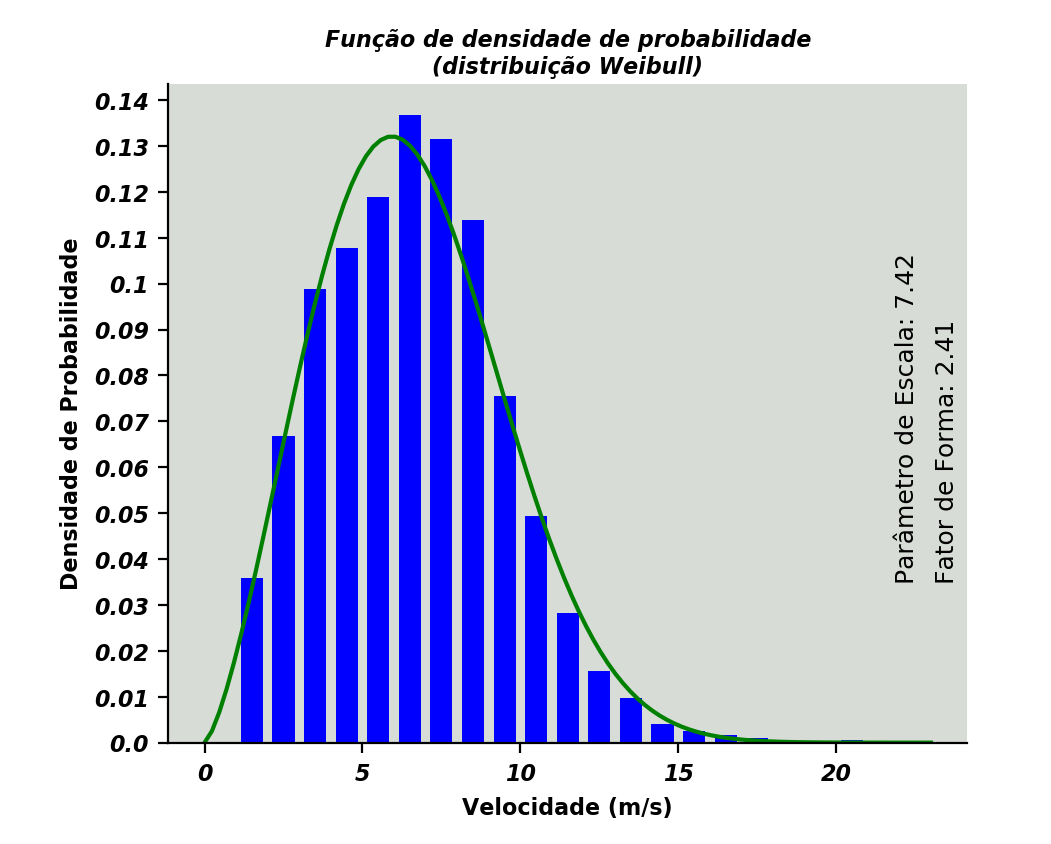 Função de densidade de probabilidade
(distribuição Weibull)
0.14
0.13
0.12
0.11
0.1
0.09
0.08
0.07
0.06
0.05
0.04
0.03
0.02
0.01
0.0
Densidade de Probabilidade
0 5 10 15 20
Velocidade (m/s)
Parâmetro de Escala: 7.42
Fator de Forma: 2.41